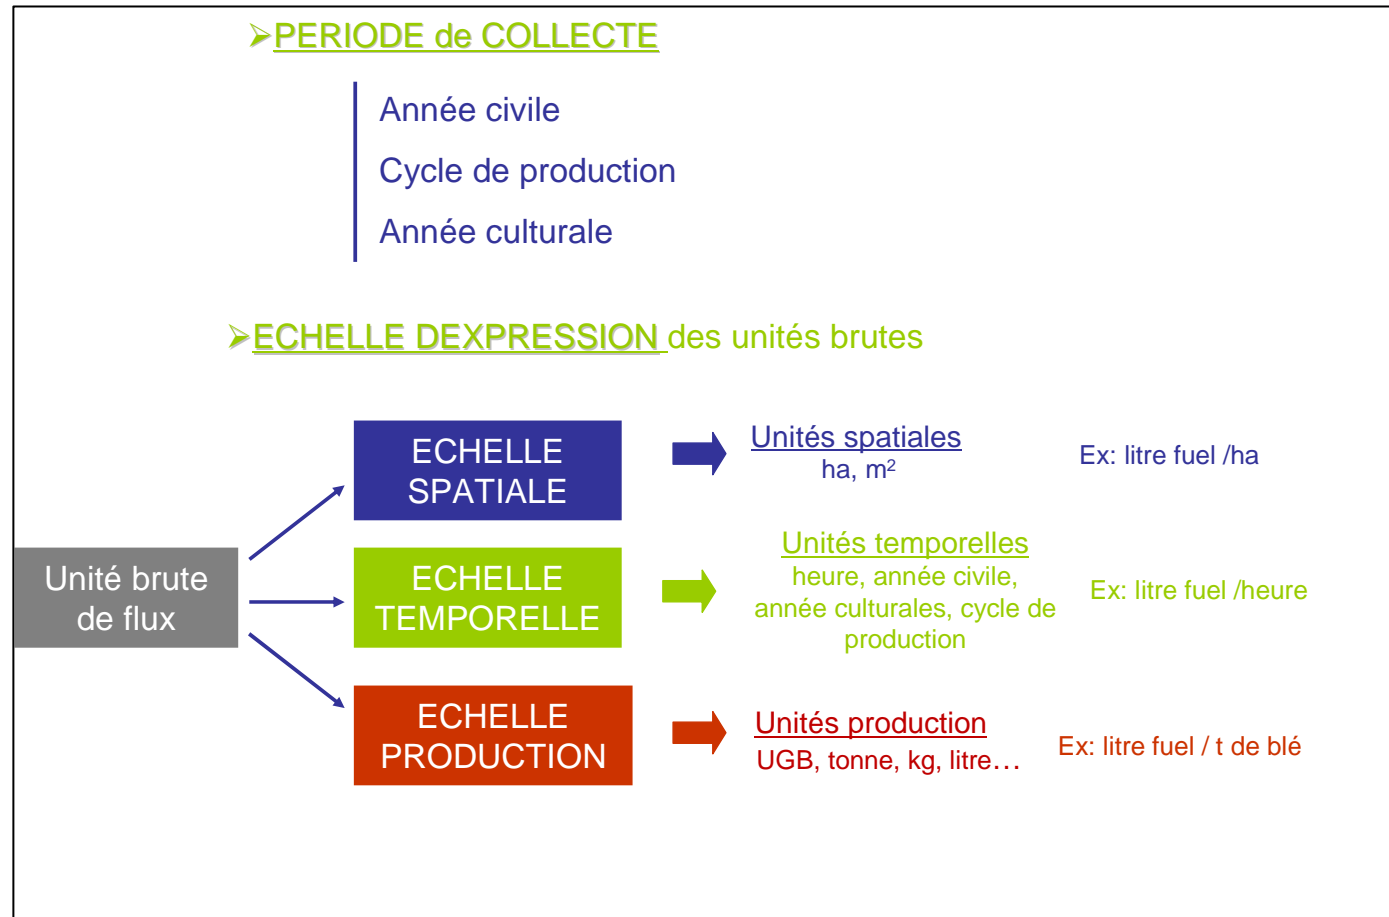 ➢PERIODE de COLLECTE
Année civile
Cycle de production
Année culturale
➢ECHELLE DEXPRESSION des unités brutes
Unité brute
de flux
ECHELLE
SPATIALE
Unités spatiales
ha, m²
Ex: litre fuel /ha
ECHELLE
TEMPORELLE
Unités temporelles
heure, année civile,
année culturales, cycle de
production
Ex: litre fuel /heure
ECHELLE
PRODUCTION
Unités production
UGB, tonne, kg, litre…
Ex: litre fuel / t de blé